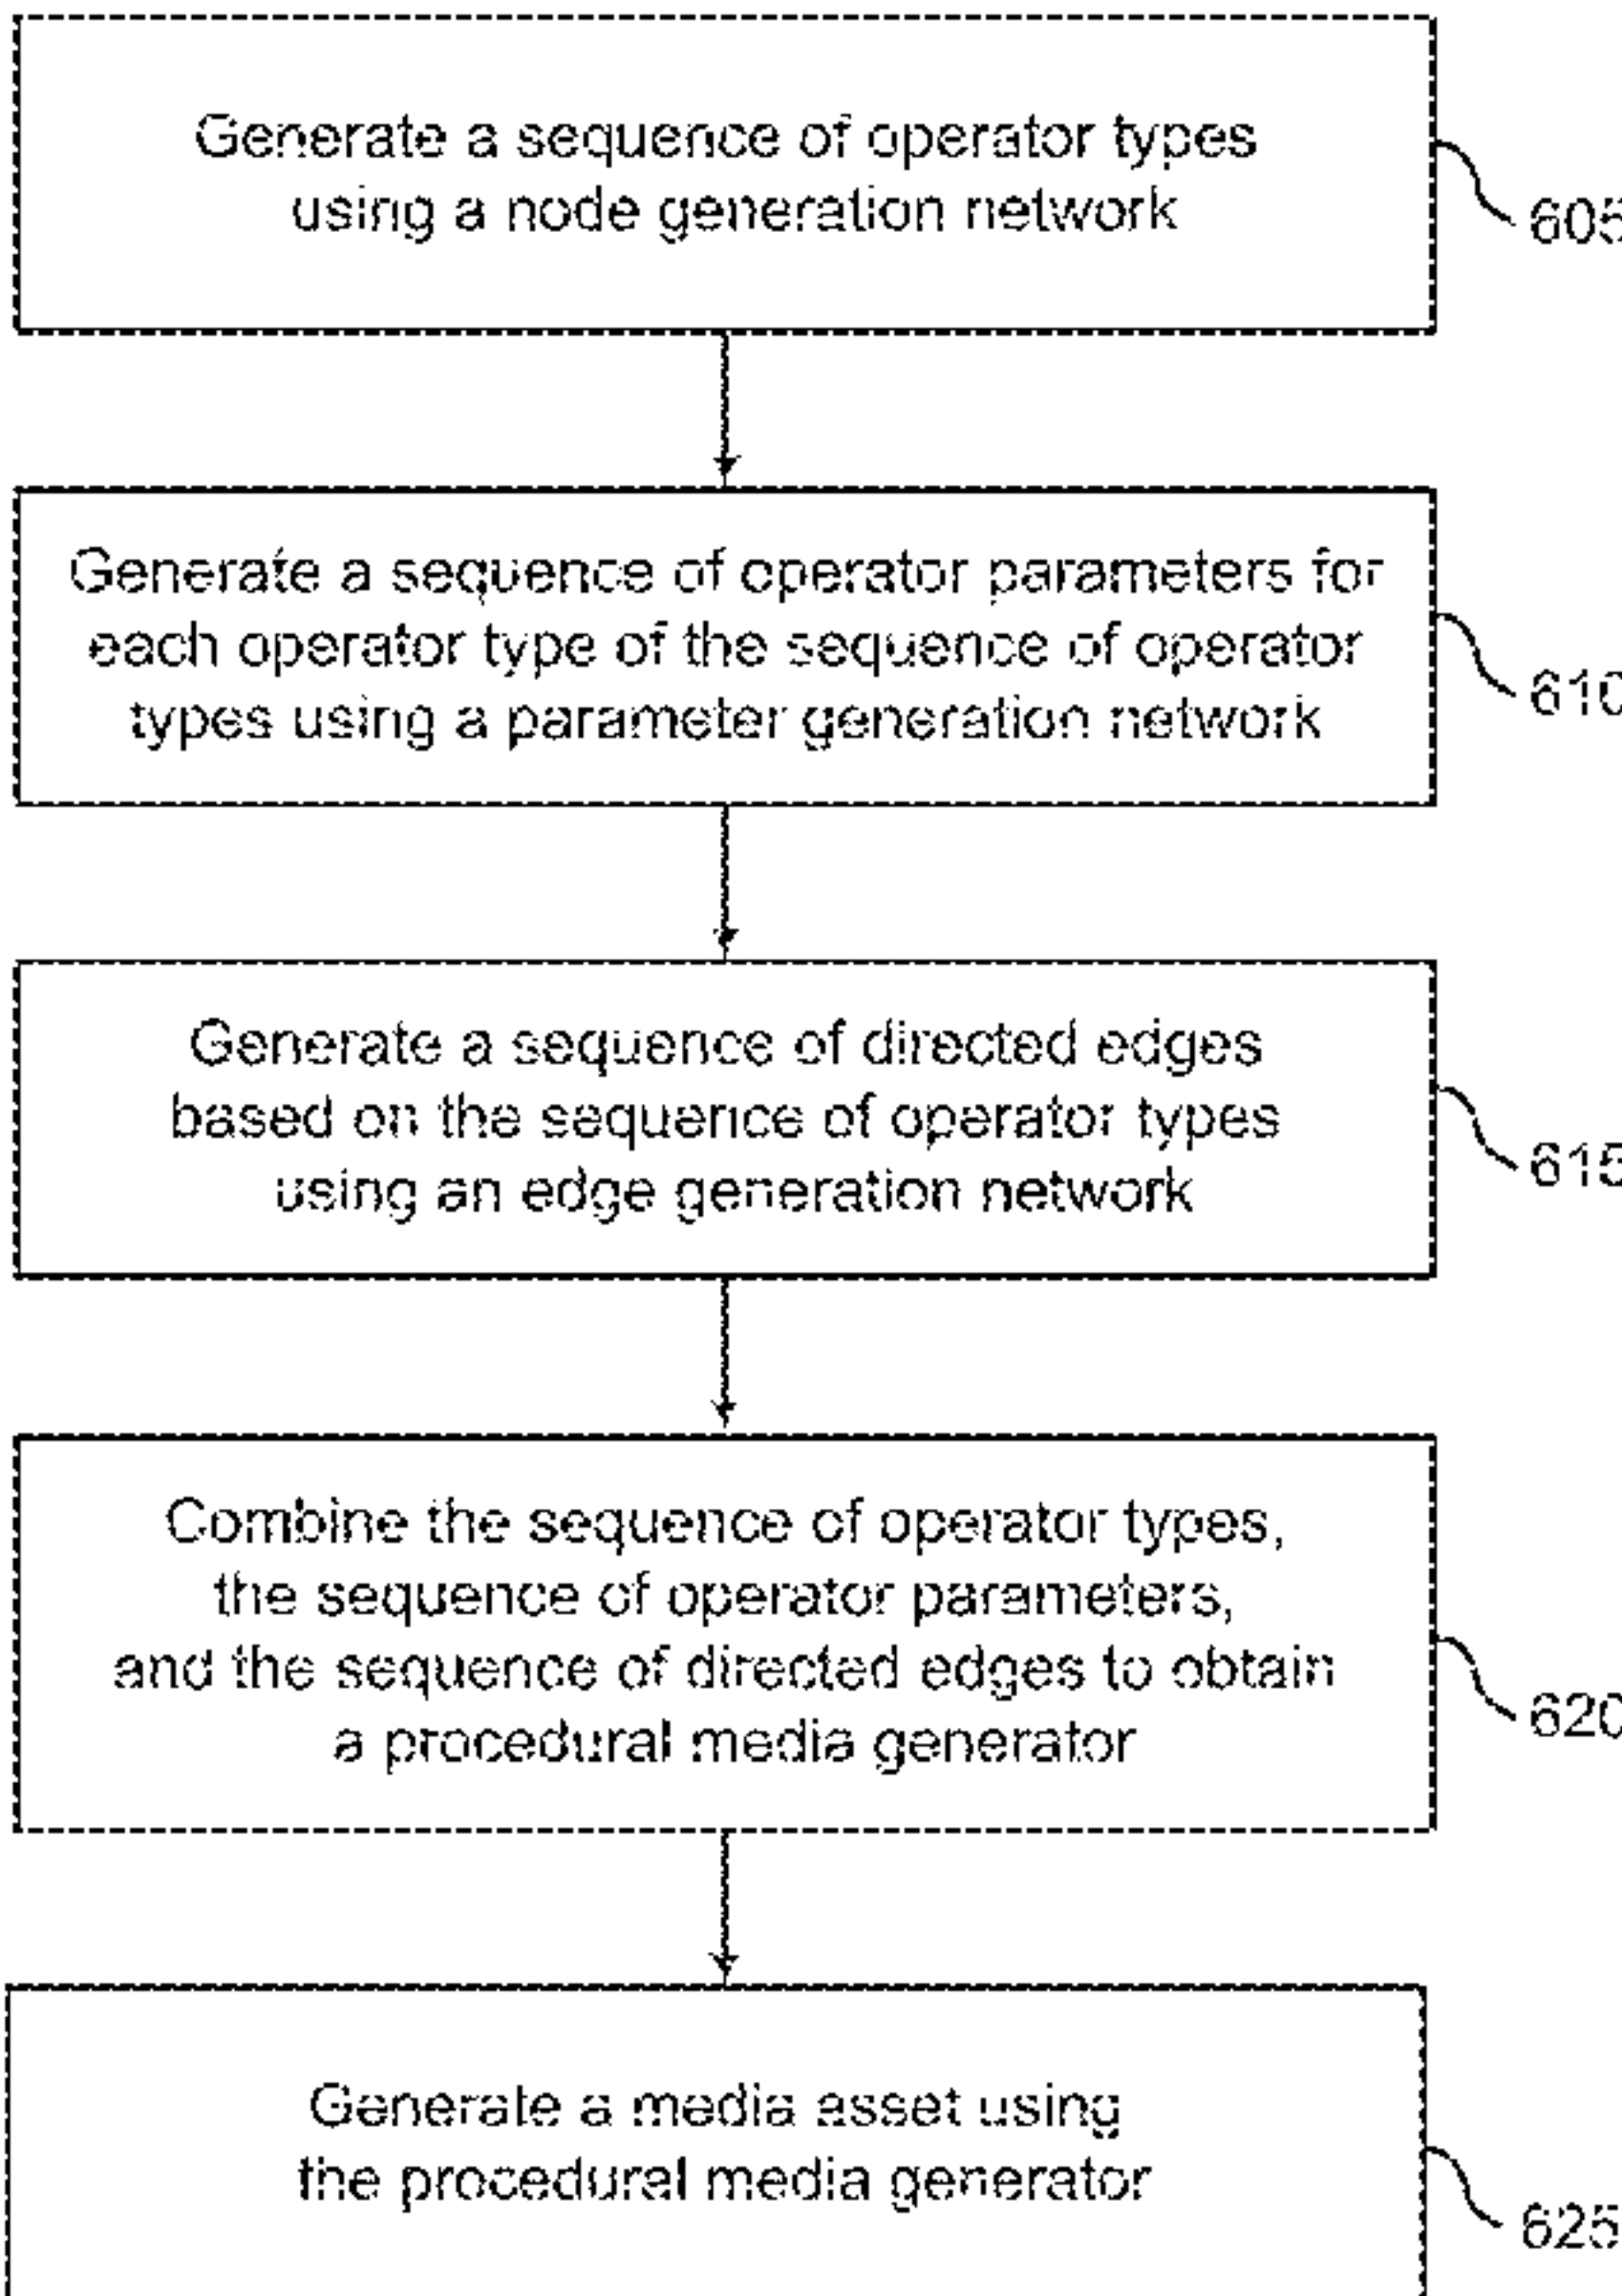 Generate a sequence of operator types
using a node generation network
605
Generate a sequence of operator parameters for
each operator type of the sequence of operator
types using a parameter generation network
610
Generate a sequence of directed edges
based on the sequence of operator types
using an edge generation network
615
Combine the sequence of operator types,
the sequence of operator parameters,
and the sequence of directed edges to obtain
a procedural media generator
620
Generate a media asset using
the procedural media generator
625